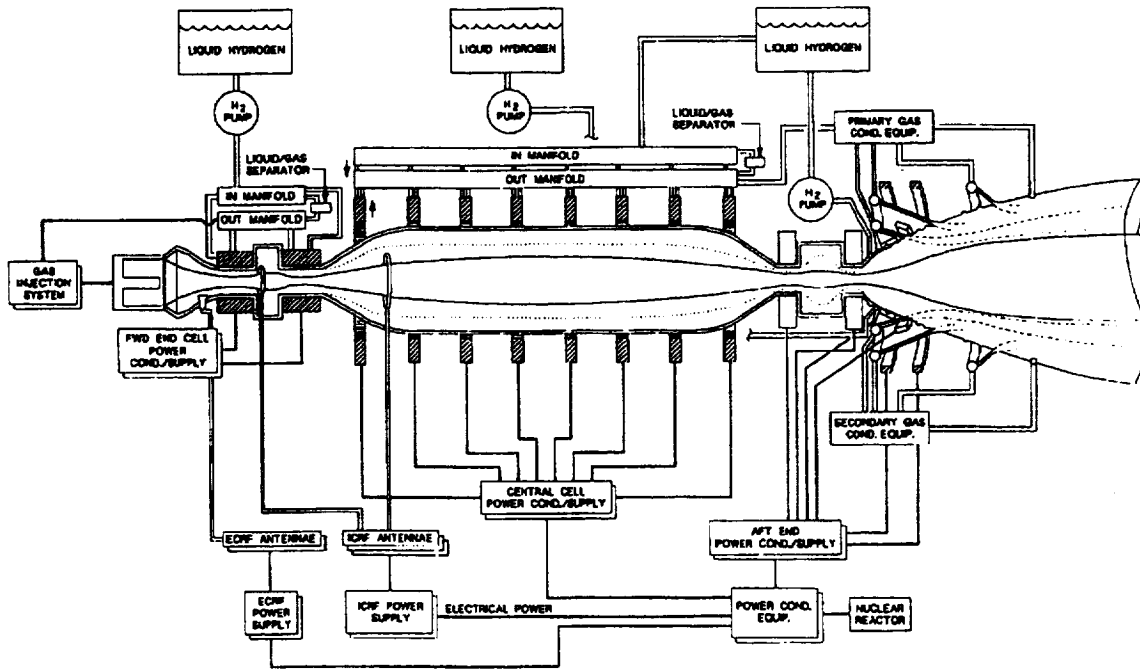 LIQUID HYDROGEN
LIQUID HYDROGEN
LIQUID HYDROGEN
H2
PUMP
H2
PUMP
LIQUID/GAS
SEPARATOR
PRIMARY GAS
COND. EQUIP.
LIQUID/GAS
SEPARATOR
IN MANIFOLD
OUT MANIFOLD
IN MANIFOLD
OUT MANIFOLD
H2
PUMP
GAS
INJECTION
SYSTEM
FWD END CELL
POWER
COND./SUPPLY
SECONDARY GAS
COND. EQUIP.
CENTRAL CELL
POWER COND./SUPPLY
ECRF ANTENNAE
ICRF ANTENNAE
AFT END
POWER COND./SUPPLY
ECRF
POWER
SUPPLY
ICRF POWER
SUPPLY
ELECTRICAL POWER
POWER COND.
EQUIP.
NUCLEAR
REACTOR